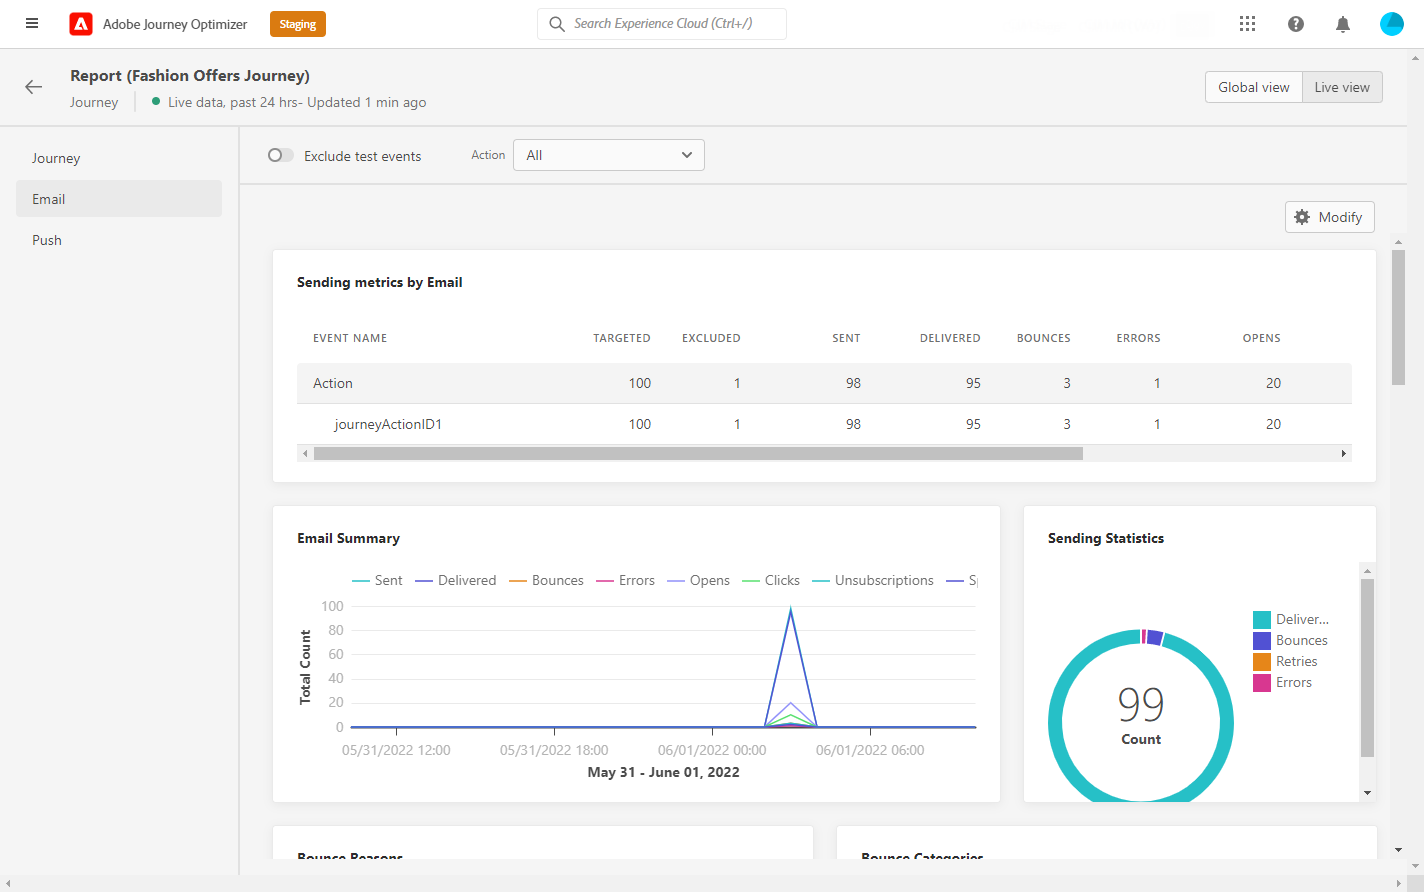 Adobe Journey Optimizer
Staging
Search Experience Cloud (Ctrl+/)
Report (Fashion Offers Journey)
Journey
Live data, past 24 hrs- Updated 1 min ago
Global view
Live view
Journey
Email
Push
Exclude test events
Action
All
Modify
Sending metrics by Email
EVENT NAME TARGETED EXCLUDED SENT DELIVERED BOUNCES ERRORS OPENS
Action 100 1 98 95 3 1 20
journeyActionID1 100 1 98 95 3 1 20
Email Summary
Sent Delivered Bounces Errors Opens Clicks Unsubscriptions
Total Count
100
80
60
40
20
0
05/31/2022 12:00 05/31/2022 18:00 06/01/2022 00:00 06/01/2022 06:00
May 31 - June 01, 2022
Sending Statistics
99
Count
Deliver...
Bounces
Retries
Errors
Bounce Reasons
Bounce Categories